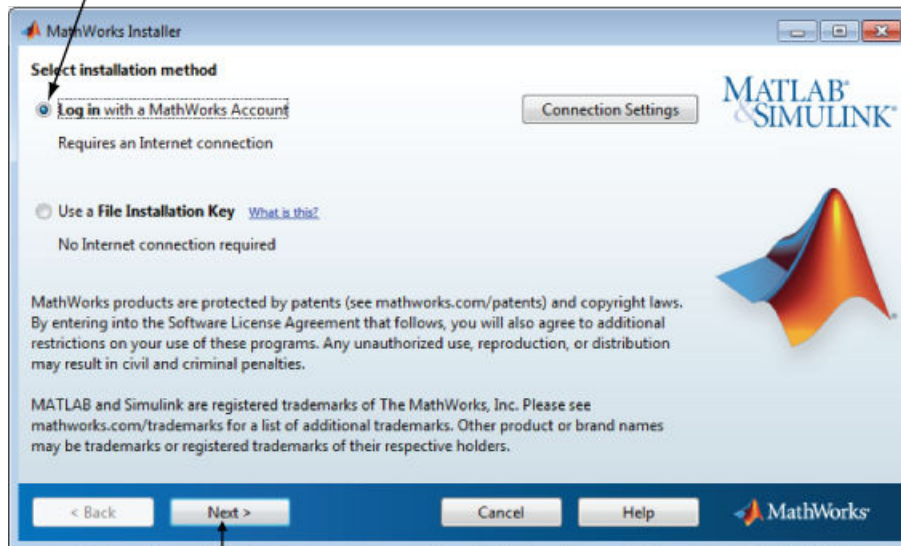 MathWorks Installer
Select installation method
Log in with a MathWorks Account
Connection Settings
MATLAB®
&SIMULINK®
Requires an Internet connection
Use a File Installation Key What is this?
No Internet connection required
MathWorks products are protected by patents (see mathworks.com/patents) and copyright laws.
By entering into the Software License Agreement that follows, you will also agree to additional
restrictions on your use of these programs. Any unauthorized use, reproduction, or distribution
may result in civil and criminal penalties.
MATLAB and Simulink are registered trademarks of The MathWorks, Inc. Please see
mathworks.com/trademarks for a list of additional trademarks. Other product or brand names
may be trademarks or registered trademarks of their respective holders.
< Back
Next >
Cancel
Help
MathWorks®